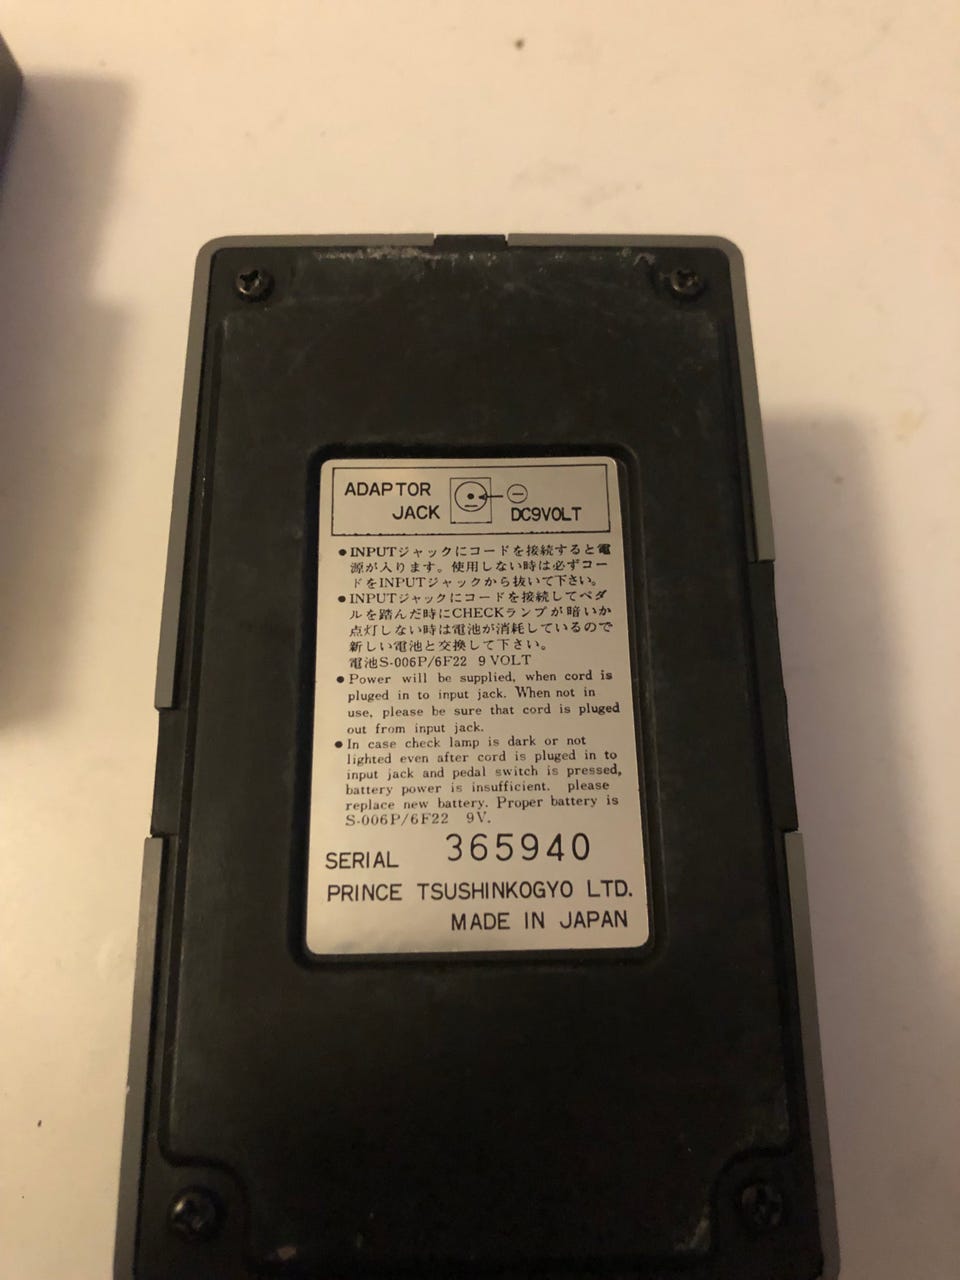 ADAPTOR
JACK
DC9VOLT
●INPUTジャックにコードを接続すると電
源が入ります。使用しない時は必ずコー
ドをINPUTジャックから抜いて下さい。
●INPUTジャックにコードを接続してペダ
ルを踏んだ時にCHECKランプが暗いか
点灯しない時は電池が消耗しているので
新しい電池と交換して下さい。
電池S-006P/6F22 9VOLT
●Power will be supplied, when cord is
pluged in to input jack. When not in
use, please be sure that cord is pluged
out from input jack.
●In case check lamp is dark or not
lighted even after cord is pluged in to
input jack and pedal switch is pressed,
battery power is insufficient. please
replace new battery. Proper battery is
S-006P/6F22 9V.
SERIAL 365940
PRINCE TSUSHINKOGYO LTD.
MADE IN JAPAN